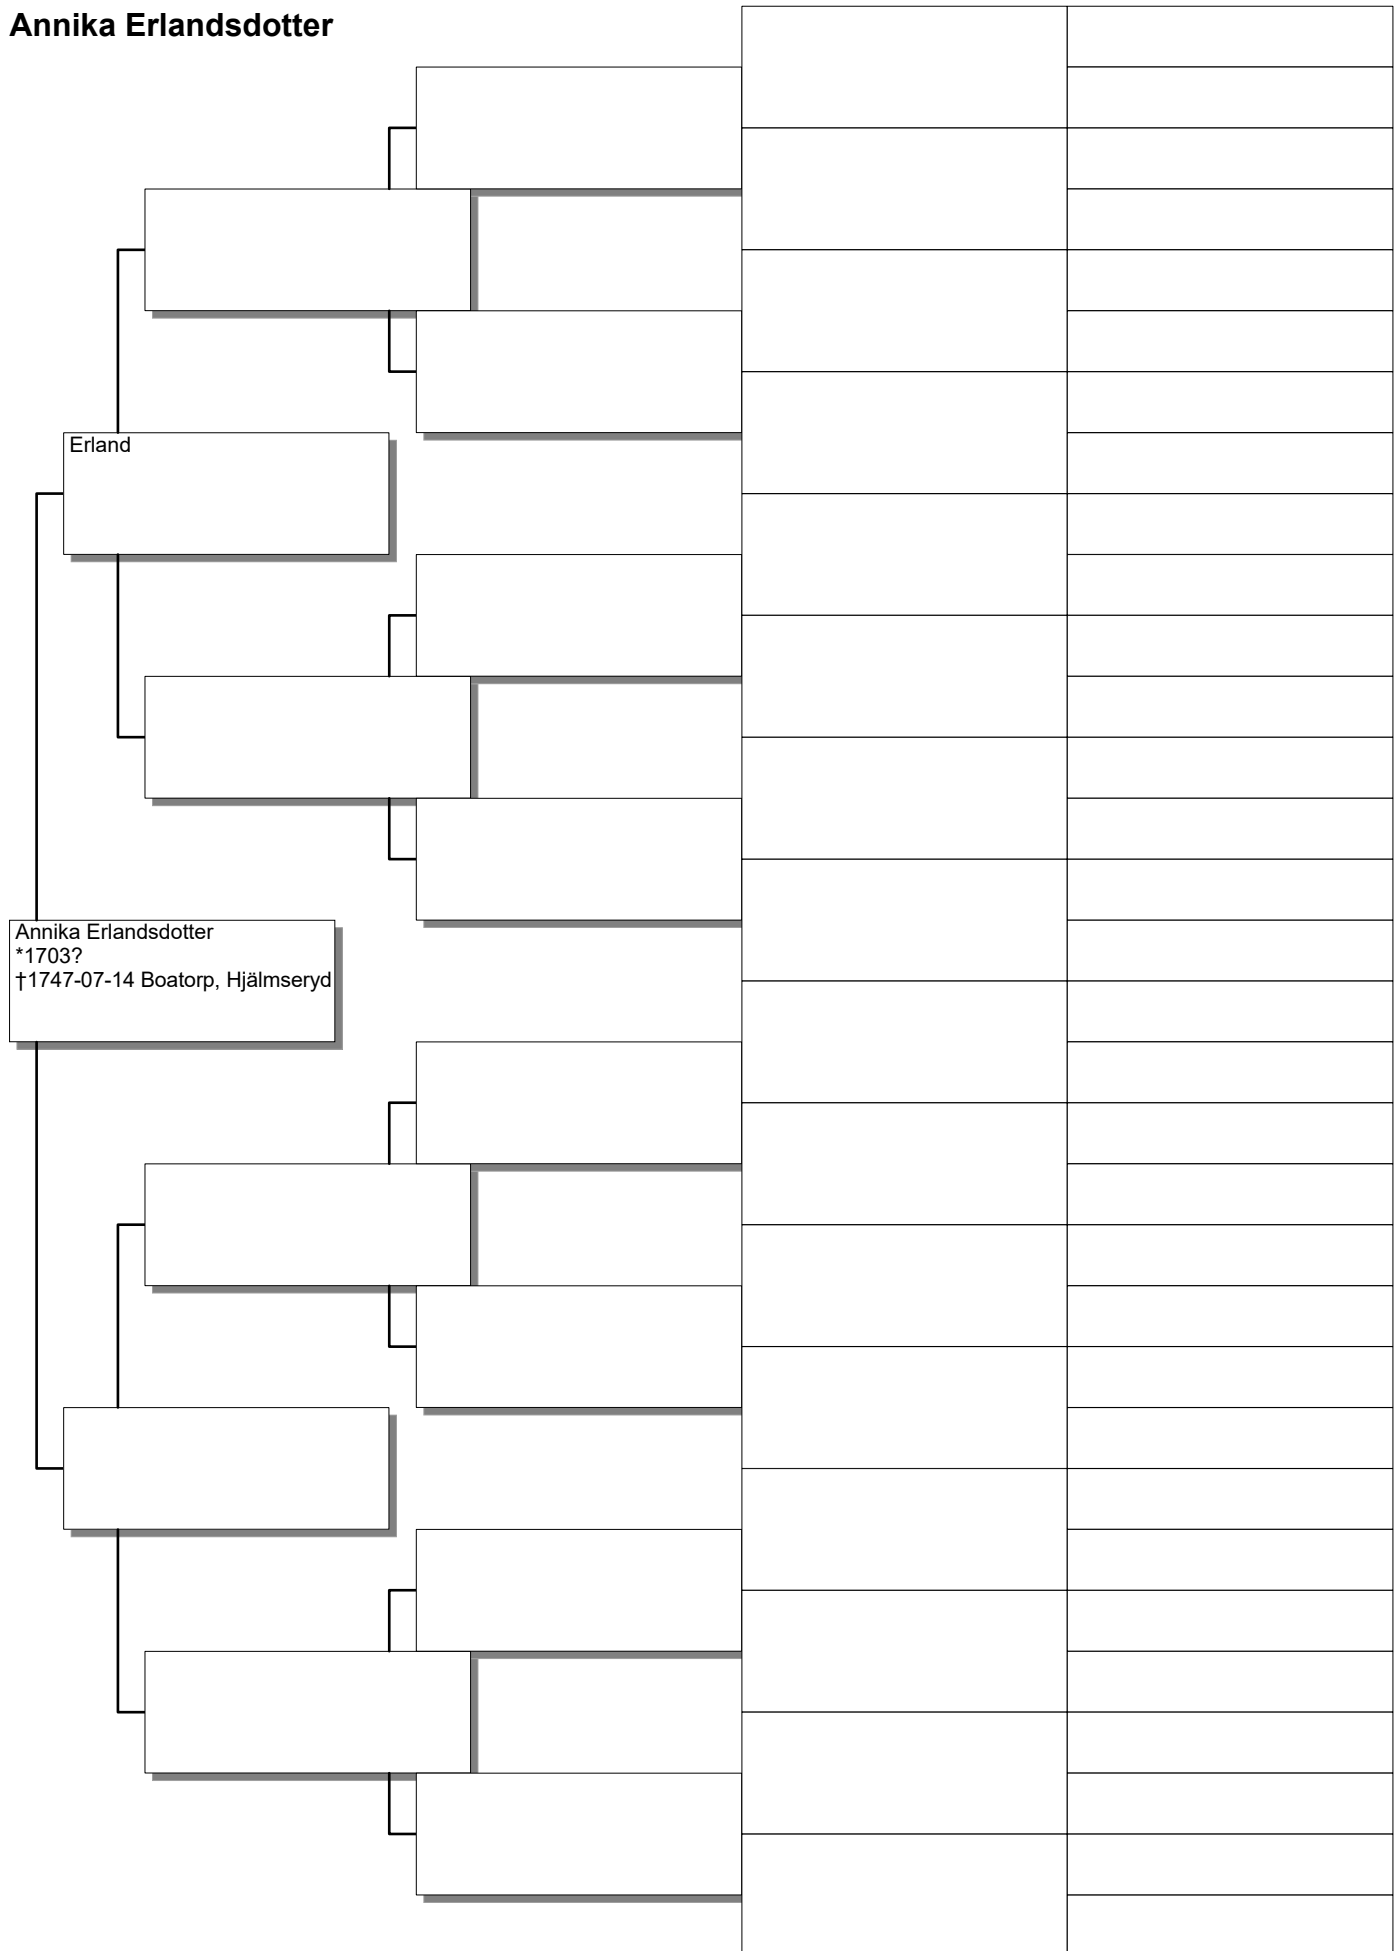 Annika Erlandsdotter
Erland
Annika Erlandsdotter
*1703?
†1747-07-14 Boatorp, Hjälmseryd